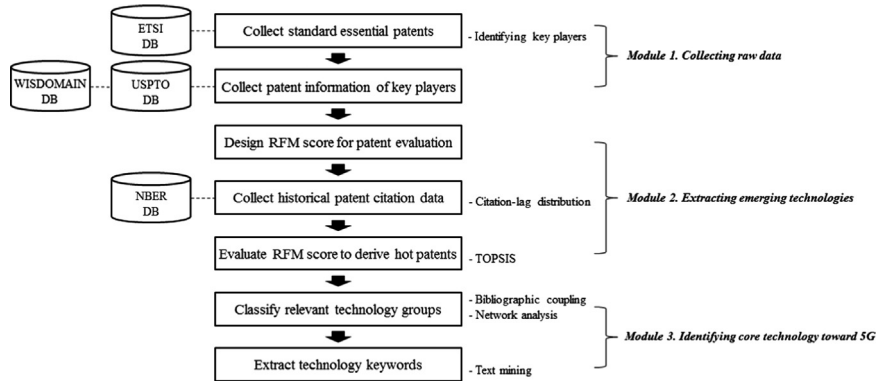 ETSI
DB
Collect standard essential patents
- Identifying key players
Module 1. Collecting raw data
WISDOMAIN
DB
USPTO
DB
Collect patent information of key players
Design RFM score for patent evaluation
NBER
DB
Collect historical patent citation data
- Citation-lag distribution
Module 2. Extracting emerging technologies
Evaluate RFM score to derive hot patents
- TOPSIS
Classify relevant technology groups
- Bibliographic coupling
- Network analysis
Module 3. Identifying core technology toward 5G
Extract technology keywords
- Text mining